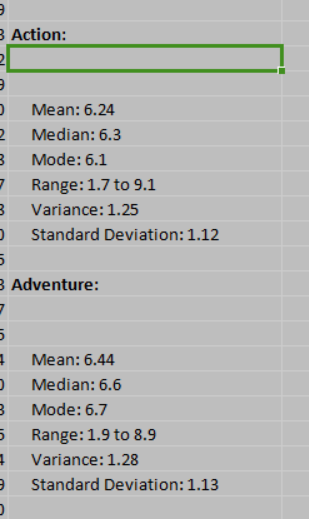 Action:
Mean: 6.24
Median: 6.3
Mode: 6.1
Range: 1.7 to 9.1
Variance: 1.25
Standard Deviation: 1.12
Adventure:
Mean: 6.44
Median: 6.6
Mode: 6.7
Range: 1.9 to 8.9
Variance: 1.28
Standard Deviation: 1.13